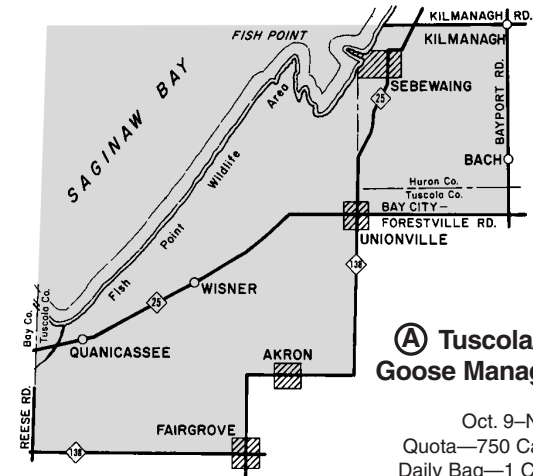 KILMANAGH RD.
KILMANAGH
FISH POINT
SEBEWAING
25
BAYPORT RD.
SAGINAW BAY
Fish Point Wildlife Area
BACH
Huron Co.
Tuscola Co.
BAY CITY–
FORESTVILLE RD.
UNIONVILLE
138
WISNER
25
Bay Co.
Tuscola Co.
QUANICASSEE
AKRON
REESE RD.
FAIRGROVE
138
A Tuscola
Goose Manag
Oct. 9–N
Quota—750 Ca
Daily Bag—1 C